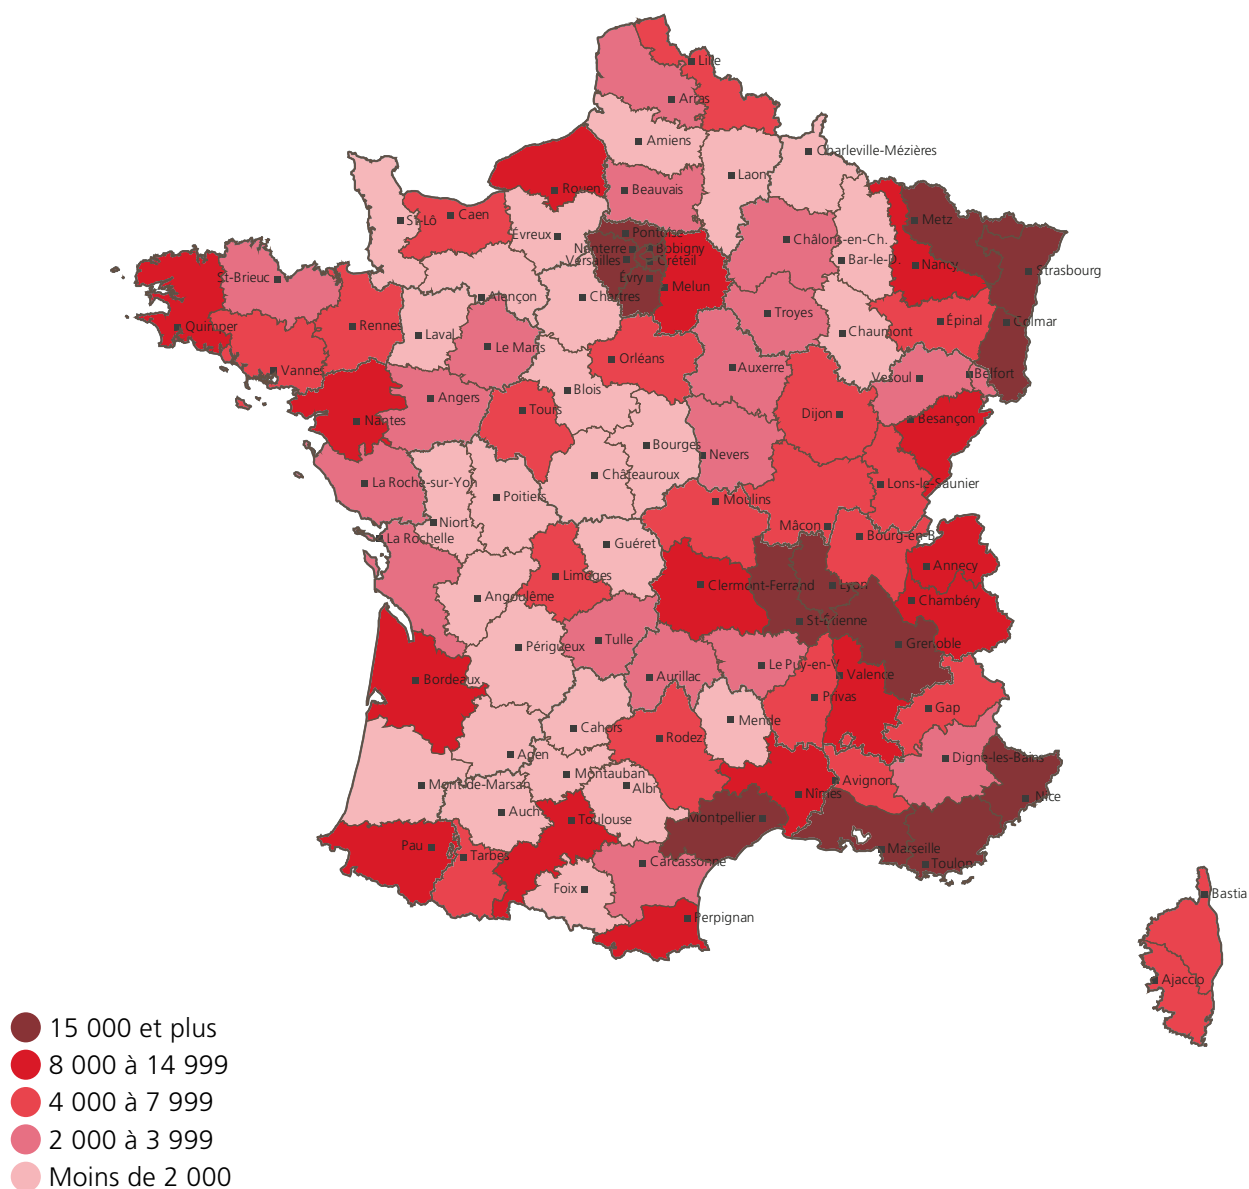 Lille
Arras
Amiens
Charleville-Mézières
Laon
Rouen
Beauvais
St-Lô
Caen
Metz
Évreux
Pontoise
Châlons-en-Ch.
Nanterre
Bobigny
Versailles
Créteil
Bar-le-D.
Nancy
Strasbourg
St-Brieuc
Évry
Melun
Alençon
Chartres
Troyes
Épinal
Colmar
Quimper
Rennes
Laval
Chaumont
Le Mans
Orléans
Auxerre
Vannes
Vesoul
Belfort
Blois
Angers
Tours
Dijon
Besançon
Nantes
Bourges
Nevers
Châteauroux
La Roche-sur-Yon
Lons-le-Saunier
Poitiers
Moulins
Niort
Mâcon
La Rochelle
Bourg-en-B.
Guéret
Annecy
Limoges
Clermont-Ferrand
Lyon
Angoulême
Chambéry
St-Étienne
Tulle
Périgueux
Grenoble
Le Puy-en-V.
Bordeaux
Aurillac
Valence
Privas
Gap
Mende
Cahors
Rodez
Agen
Digne-les-Bains
Montauban
Mont-de-Marsan
Albi
Avignon
Nîmes
Nice
Auch
Toulouse
Montpellier
Pau
Marseille
Tarbes
Carcassonne
Toulon
Foix
Bastia
Perpignan
Ajaccio
15 000 et plus
8 000 à 14 999
4 000 à 7 999
2 000 à 3 999
Moins de 2 000